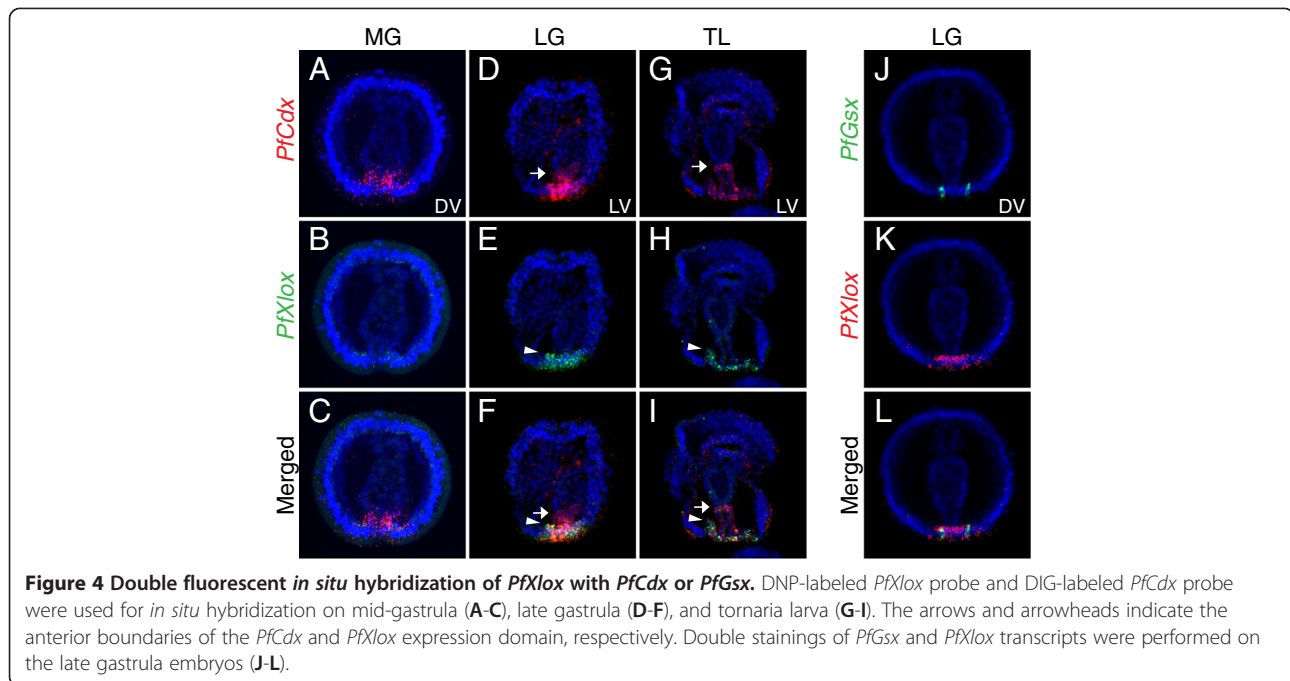 MG
LG
TL
LG
A
D
G
J
PfCdx
PfGsx
DV
LV
LV
DV
B
E
H
K
PfXlox
PfXlox
C
F
I
L
Merged
Merged
Figure 4 Double fluorescent in situ hybridization of PfXlox with PfCdx or PfGsx. DNP-labeled PfXlox probe and DIG-labeled PfCdx probe
were used for in situ hybridization on mid-gastrula (A-C), late gastrula (D-F), and tornaria larva (G-I). The arrows and arrowheads indicate the
anterior boundaries of the PfCdx and PfXlox expression domain, respectively. Double stainings of PfGsx and PfXlox transcripts were performed on
the late gastrula embryos (J-L).